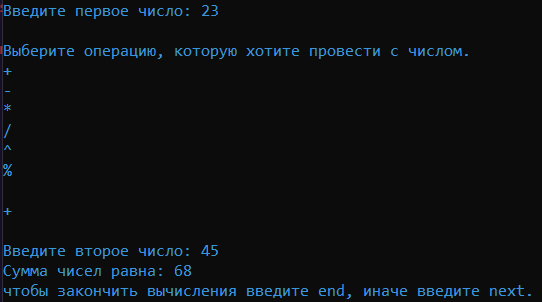 Введите первое число: 23
Выберите операцию, которую хотите провести с числом.
+
-
*
/
^
%
+
Введите второе число: 45
Сумма чисел равна: 68
чтобы закончить вычисления введите end, иначе введите next.